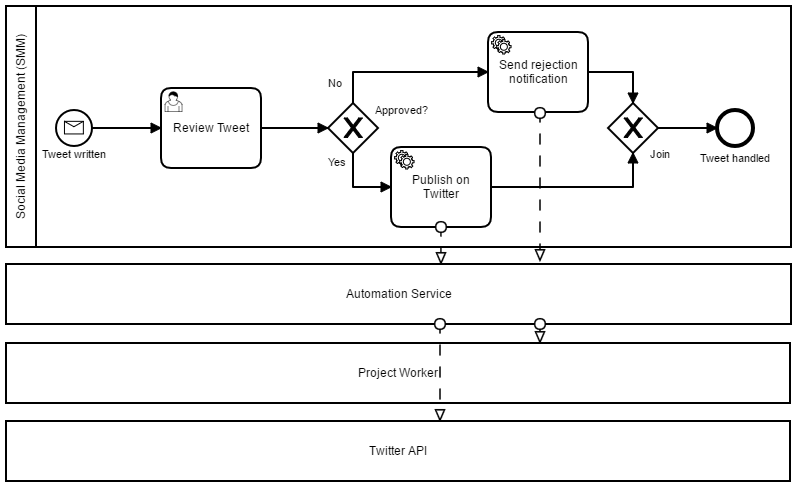 Social Media Management (SMM)
Tweet written
Review Tweet
Approved?
No
Yes
Send rejection
notification
Publish on
Twitter
Join
Tweet handled
Automation Service
Project Worker
Twitter API